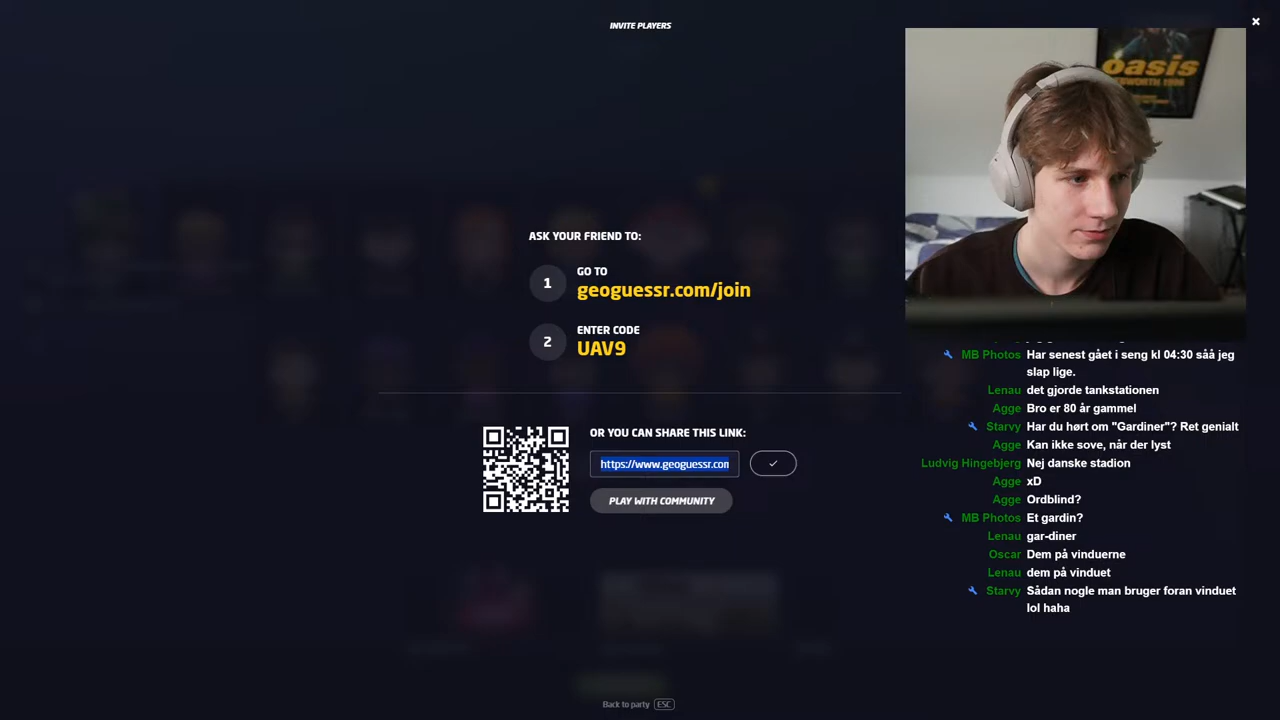 INVITE PLAYERS
×
oasis
ASK YOUR FRIEND TO:
1
GO TO
geoguessr.com/join
2
ENTER CODE
UAV9
OR YOU CAN SHARE THIS LINK:
https://www.geoguessr.con
PLAY WITH COMMUNITY
Back to party ESC
MB Photos Har senest gået i seng kl 04:30 såå jeg
slap lige.
Lenau det gjorde tankstationen
Agge Bro er 80 år gammel
Starvy Har du hørt om "Gardiner"? Ret genialt
Agge Kan ikke sove, når der lyst
Ludvig Hingebjerg Nej danske stadion
Agge xD
Agge Ordblind?
MB Photos Et gardin?
Lenau gar-diner
Oscar Dem på vinduerne
Lenau dem på vinduet
Starvy Sådan nogle man bruger foran vinduet
lol haha